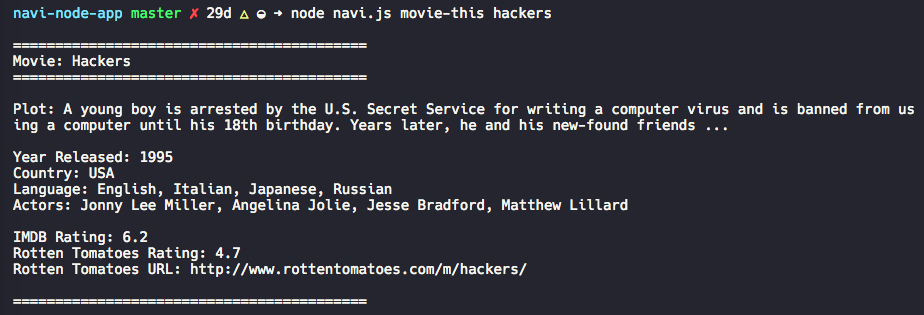 navi-node-app master ✗ 29d △ ◒ ➜ node navi.js movie-this hackers
==========================================
Movie: Hackers
==========================================
Plot: A young boy is arrested by the U.S. Secret Service for writing a computer virus and is banned from us
ing a computer until his 18th birthday. Years later, he and his new-found friends ...
Year Released: 1995
Country: USA
Language: English, Italian, Japanese, Russian
Actors: Jonny Lee Miller, Angelina Jolie, Jesse Bradford, Matthew Lillard
IMDB Rating: 6.2
Rotten Tomatoes Rating: 4.7
Rotten Tomatoes URL: http://www.rottentomatoes.com/m/hackers/
==========================================